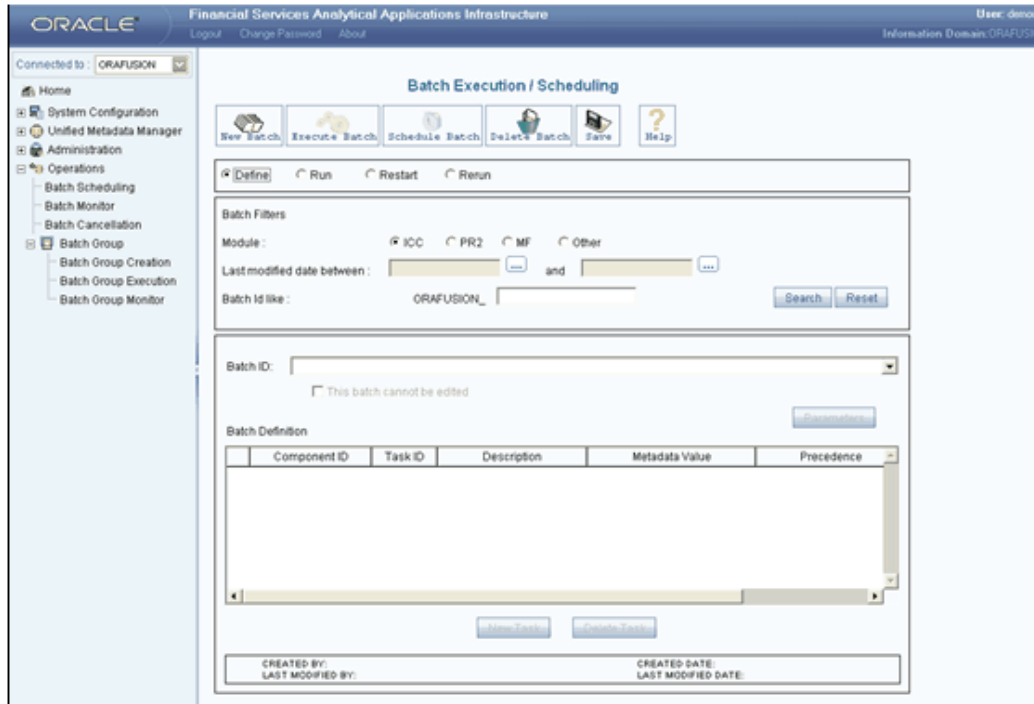 ORACLE
Financial Services Analytical Applications Infrastructure
User: demo
Logout Change Password About
Information Domain:ORAFUSI
Connected to : ORAFUSION
Home
System Configuration
Unified Metadata Manager
Administration
Operations
Batch Scheduling
Batch Monitor
Batch Cancellation
Batch Group
Batch Group Creation
Batch Group Execution
Batch Group Monitor
Batch Execution / Scheduling
New Batch Execute Batch Schedule Batch Delete Batch Save Help
Define Run Restart Rerun
Batch Filters
Module : ICC PR2 MF Other
Last modified date between : ... and ...
Batch Id like : ORAFUSION_ Search Reset
Batch ID:
This batch cannot be edited
Parameters
Batch Definition
Component ID Task ID Description Metadata Value Precedence
New Task Delete Task
CREATED BY: CREATED DATE:
LAST MODIFIED BY: LAST MODIFIED DATE: